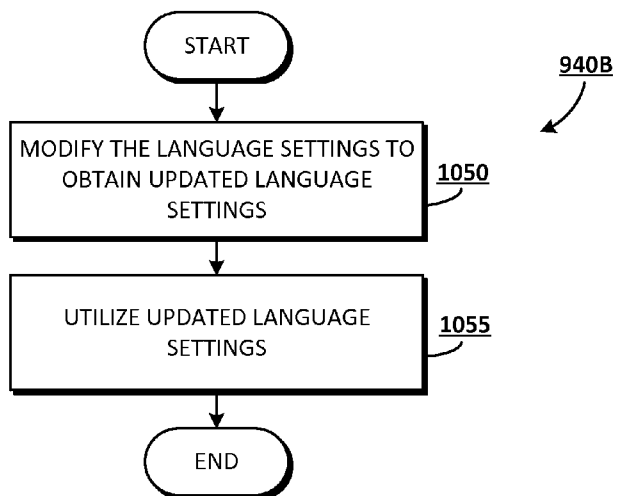 START
940B
MODIFY THE LANGUAGE SETTINGS TO
OBTAIN UPDATED LANGUAGE
SETTINGS
1050
UTILIZE UPDATED LANGUAGE
SETTINGS
1055
END